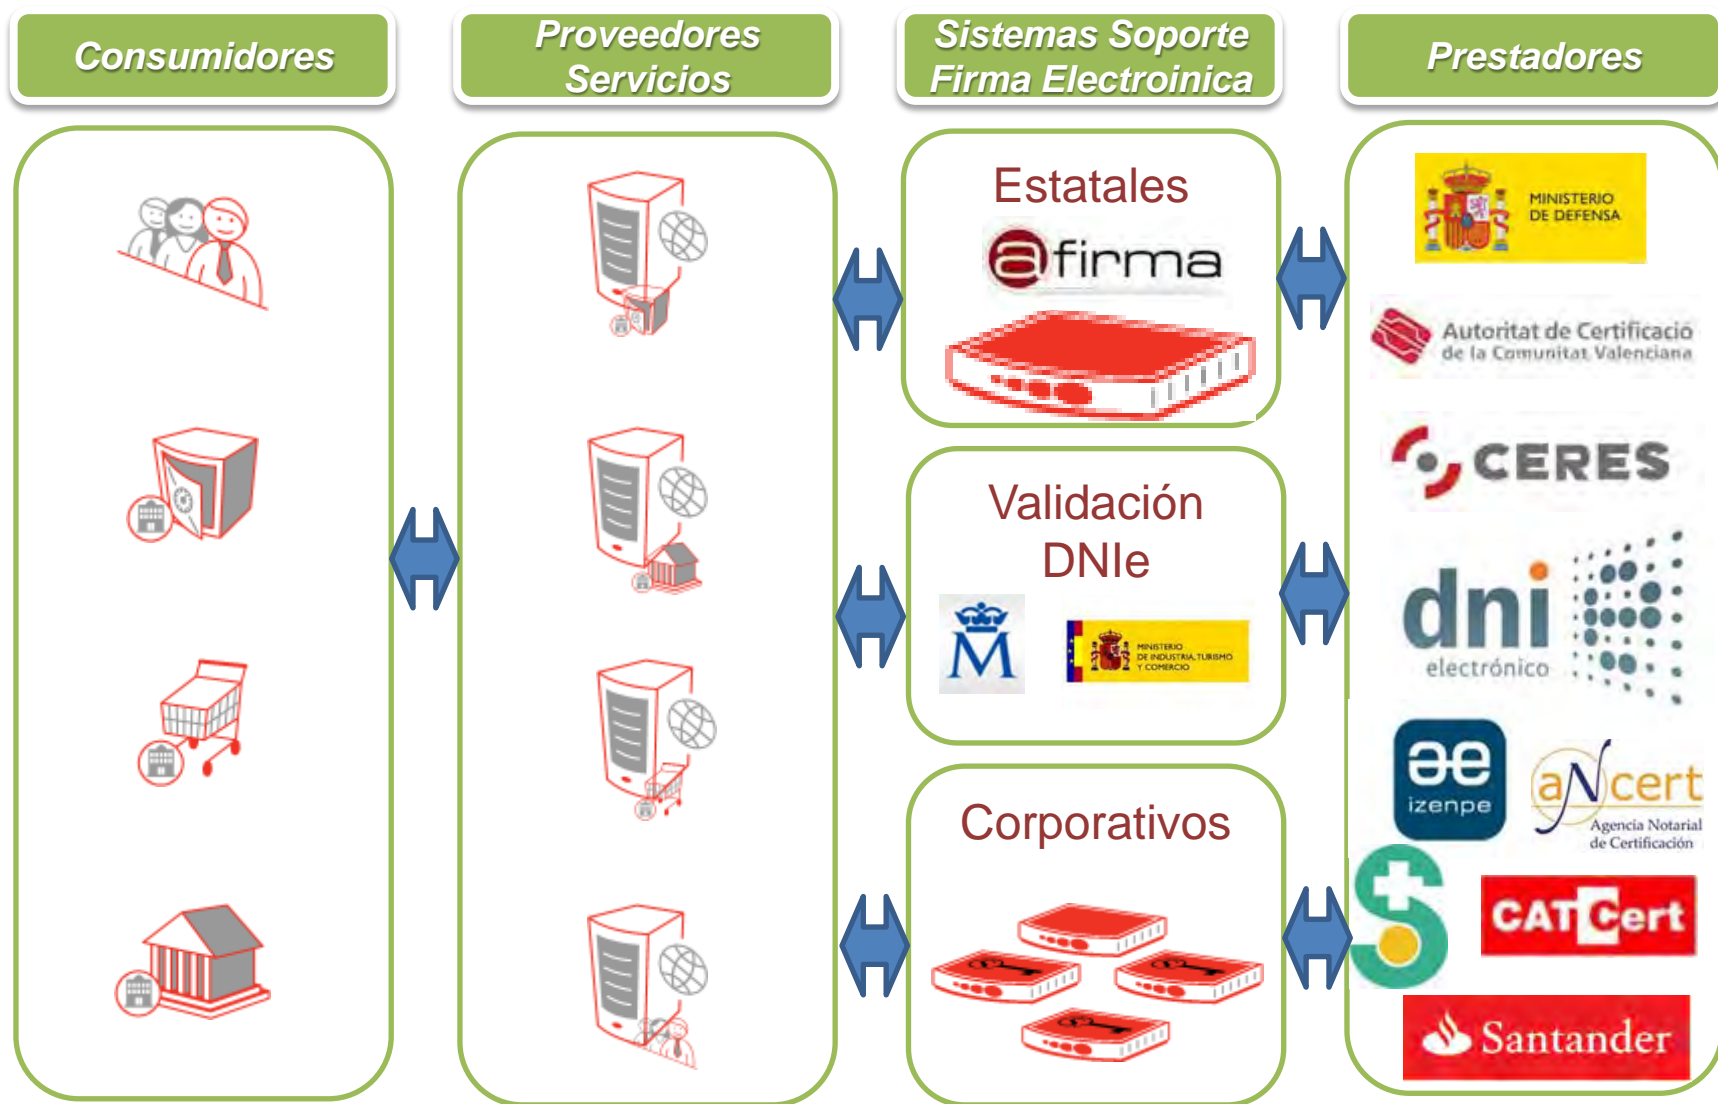 Consumidores
Proveedores
Servicios
Sistemas Soporte
Firma Electroinica
Prestadores
Estatales
@firma
Validación
DNIe
M
MINISTERIO
DE INDUSTRIA, TURISMO
Y COMERCIO
Corporativos
MINISTERIO
DE DEFENSA
Autoritat de Certificació
de la Comunitat Valenciana
CERES
dni
electrónico
izenpe
aNcert
Agencia Notarial
de Certificación
CATCert
Santander